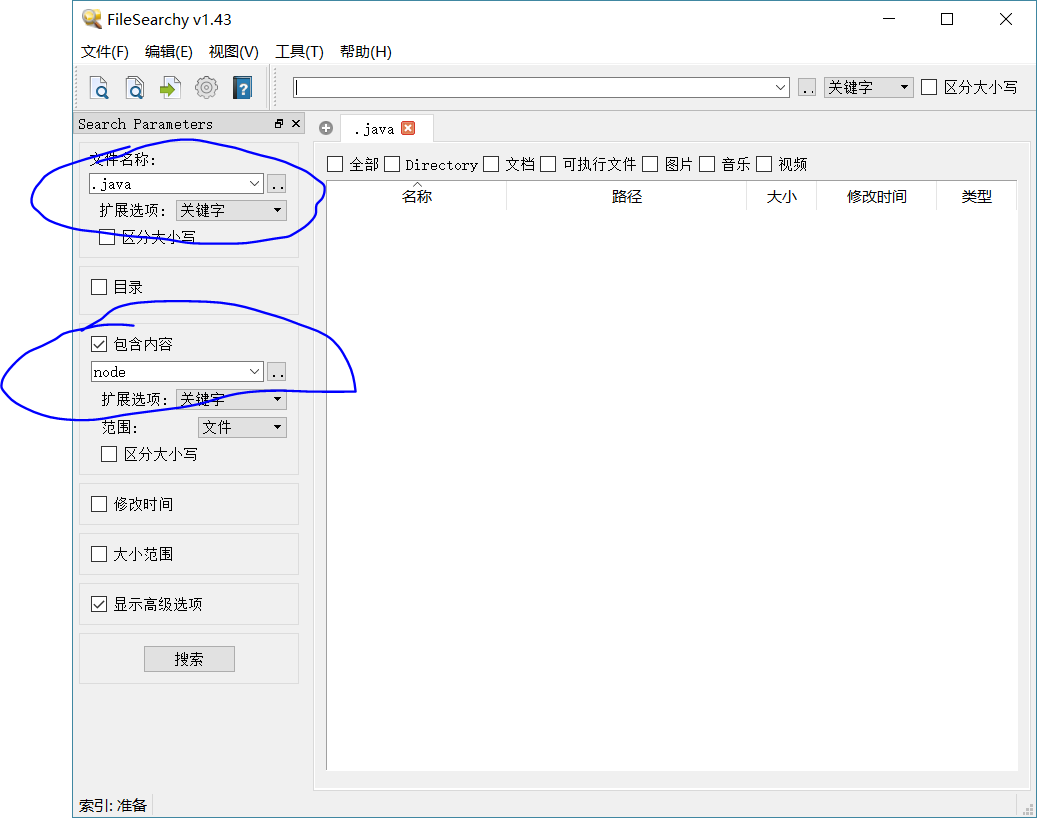 FileSearchy v1.43
文件(F) 编辑(E) 视图(V) 工具(T) 帮助(H)
.. 关键字 区分大小写
Search Parameters
文件名称:
.java ..
扩展选项: 关键字
区分大小写
目录
包含内容
node ..
扩展选项: 关键字
范围: 文件
区分大小写
修改时间
大小范围
显示高级选项
搜索
.java
全部 Directory 文档 可执行文件 图片 音乐 视频
名称 路径 大小 修改时间 类型
索引: 准备